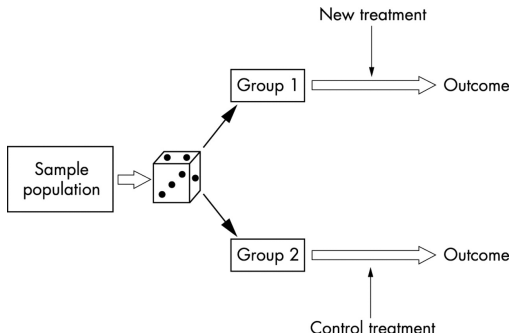 New treatment
Group 1
Outcome
Sample
population
Group 2
Outcome
Control treatment